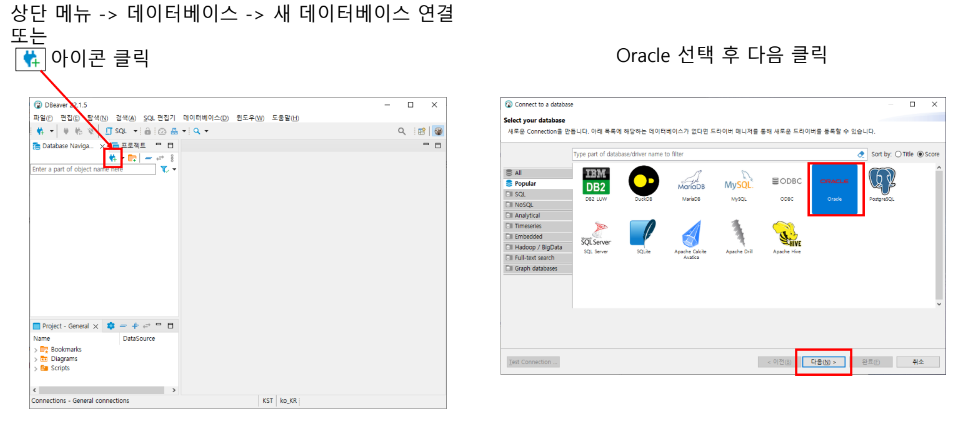 상단 메뉴 -> 데이터베이스 -> 새 데이터베이스 연결
또는
아이콘 클릭
Oracle 선택 후 다음 클릭
DBeaver 22.1.5
파일(F) 편집(E) 탐색(N) 검색(A) SQL 편집기 데이터베이스(D) 윈도우(W) 도움말(H)
SQL
Database Naviga... 프로젝트
Enter a part of object name here
Project - General
Name DataSource
Bookmarks
Diagrams
Scripts
Connections - General connections
KST ko_KR
Connect to a database
Select your database
새로운 Connection을 만듭니다. 아래 목록에 해당하는 데이터베이스가 없다면 드라이버 매니저를 통해 새로운 드라이버를 등록할 수 있습니다.
Type part of database/driver name to filter
Sort by: Title Score
All
Popular
SQL
NoSQL
Analytical
Timeseries
Embedded
Hadoop / BigData
Full-text search
Graph databases
IBM DB2
MariaDB
MySQL
ODBC
ORACLE
DB2 LUW
DuckDB
MariaDB
MySQL
ODBC
Oracle
PostgreSQL
SQL Server
HIVE
SQL Server
SQLite
Apache Calcite Avatica
Apache Drill
Apache Hive
Test Connection ...
< 이전(B)
다음(N) >
완료(F)
취소